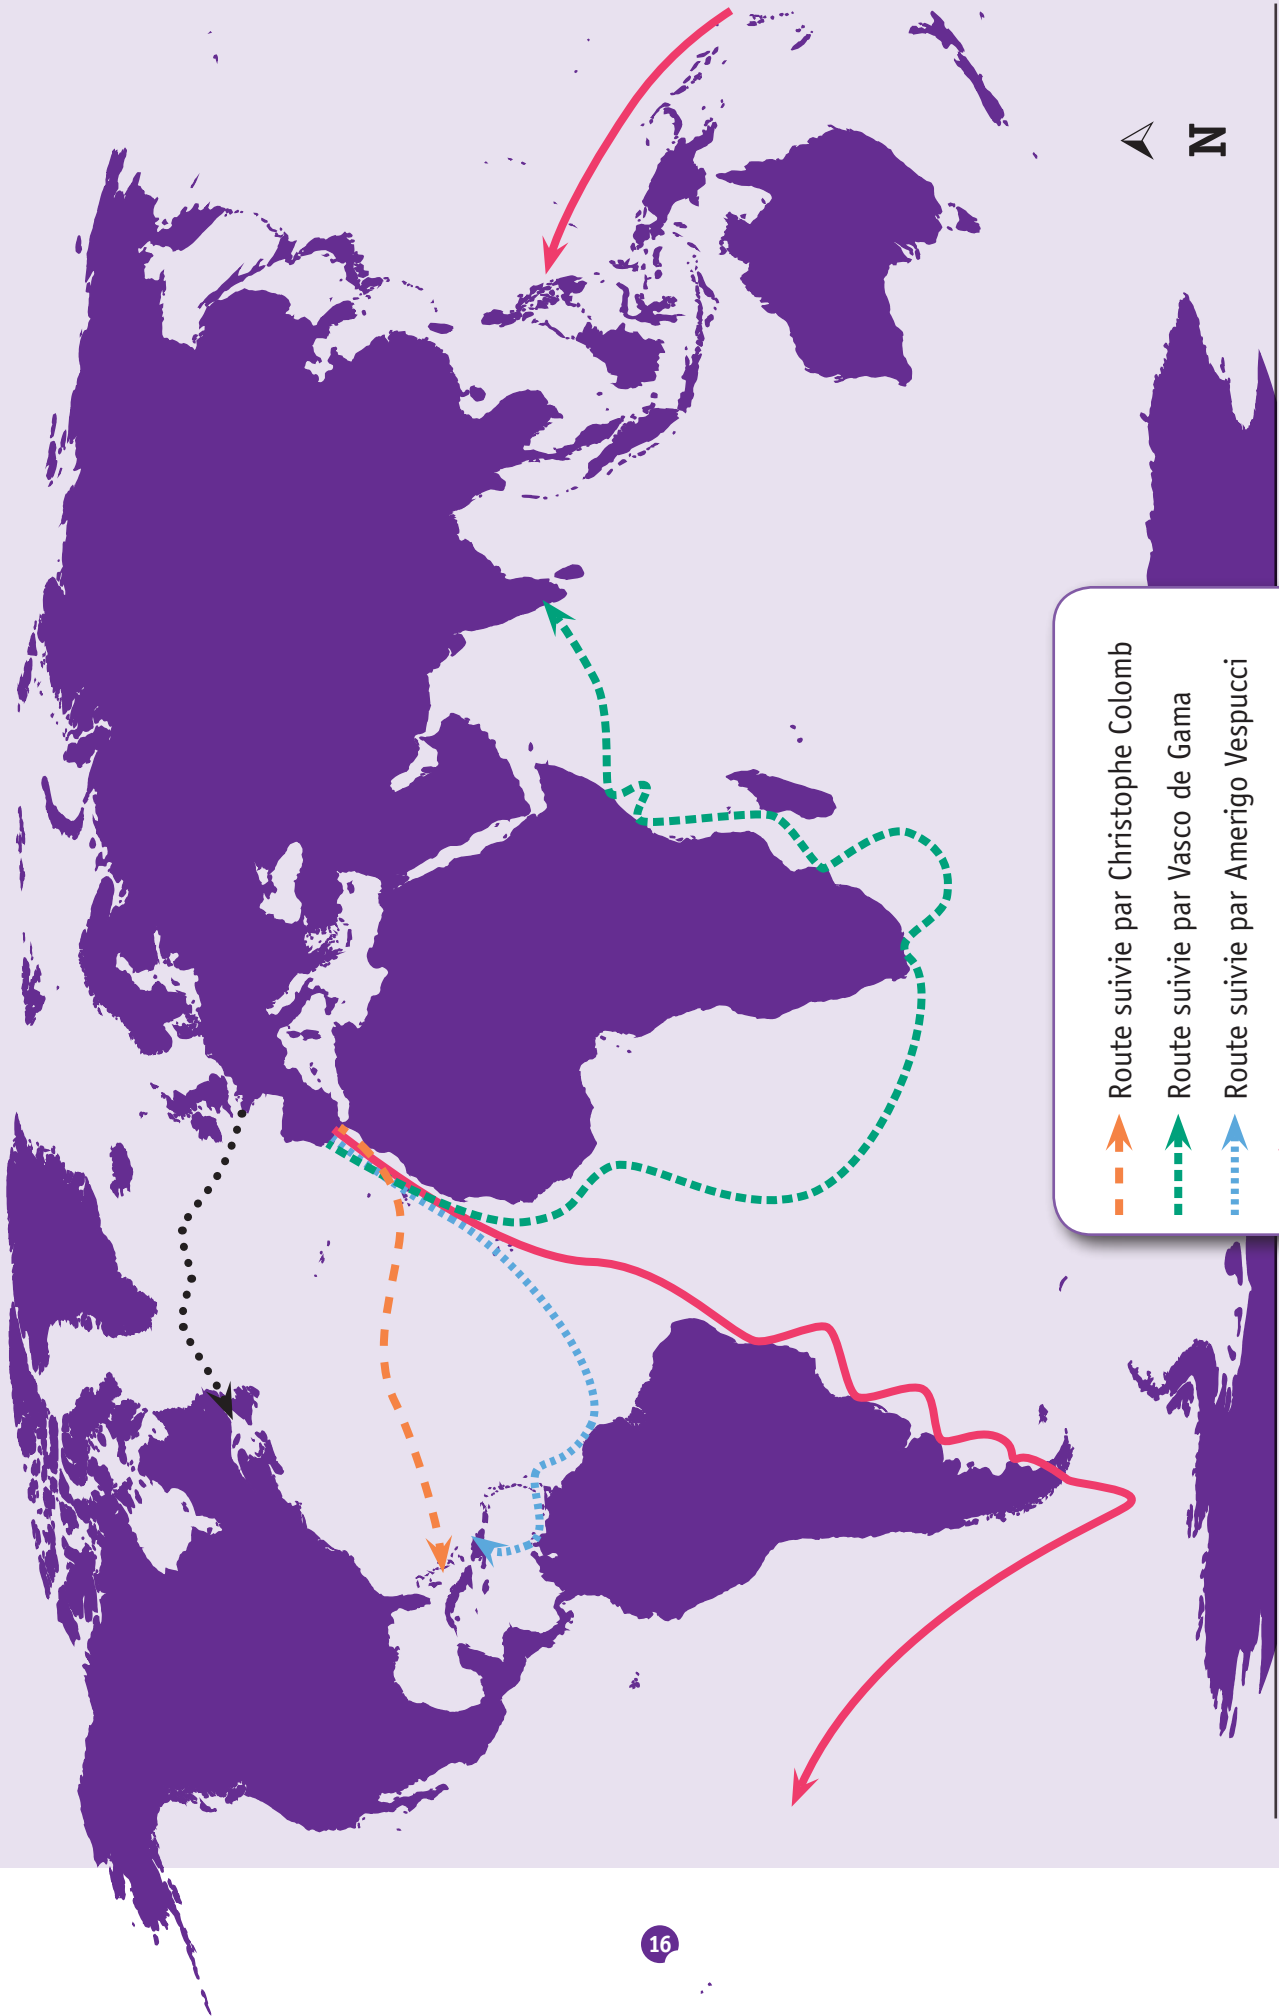 N
Route suivie par Christophe Colomb
Route suivie par Vasco de Gama
Route suivie par Amerigo Vespucci
16